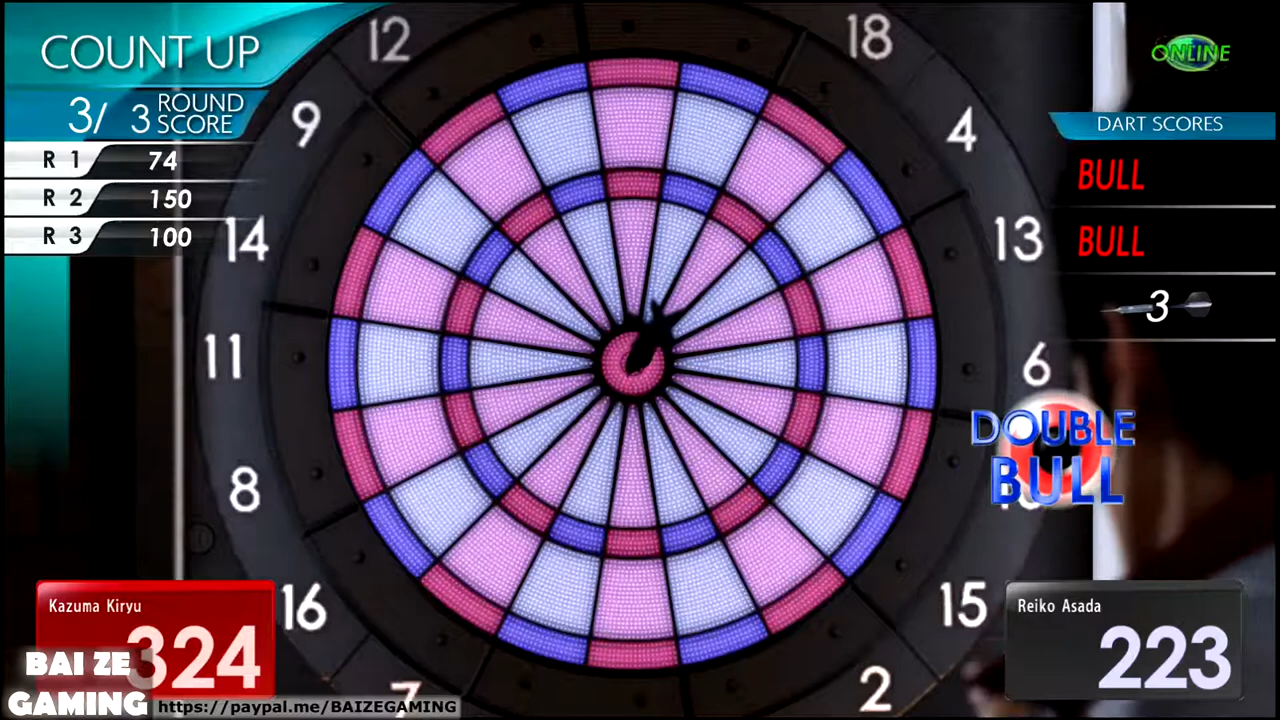 COUNT UP
3/ 3 ROUND SCORE
R 1 74
R 2 150
R 3 100
12
18
9
4
14
13
11
6
8
16
15
7
2
ONLINE
DART SCORES
BULL
BULL
3
DOUBLE
BULL
Kazuma Kiryu
324
Reiko Asada
223
BAI ZE
GAMING
https://paypal.me/BAIZEGAMING